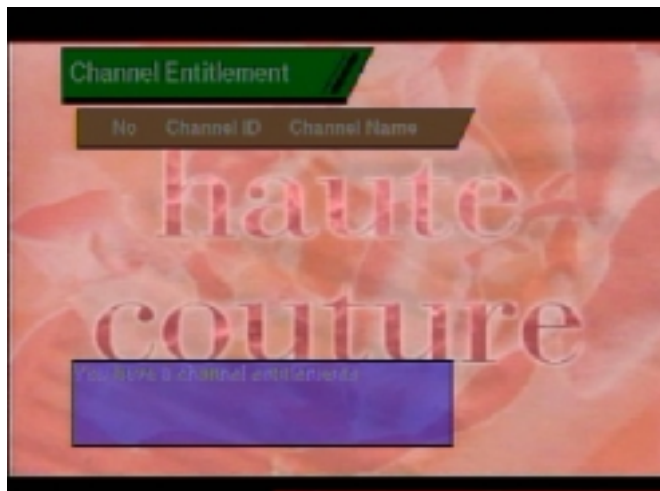 Channel Entitlement
No Channel ID Channel Name
haute
couture
You have channel entitlements